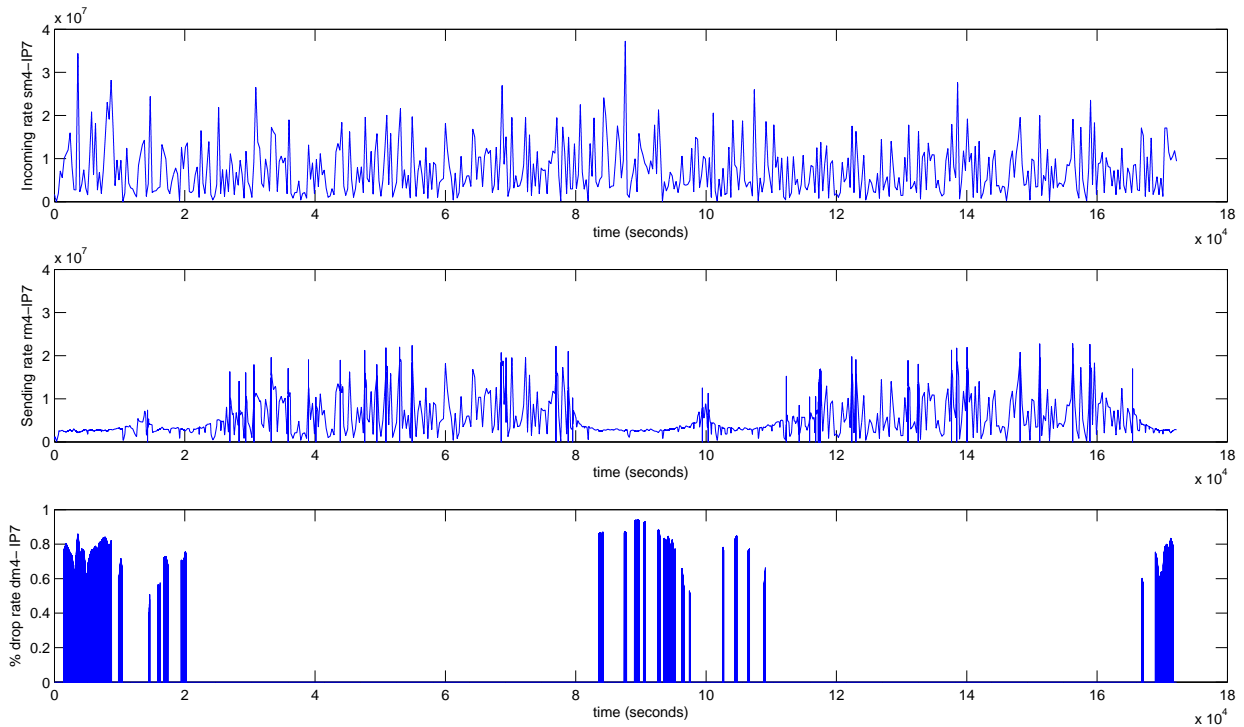 x 10^7
Incoming rate sm4−IP7
4
3
2
1
0
0 2 4 6 8 10 12 14 16 18
time (seconds)
x 10^4
x 10^7
Sending rate rm4−IP7
4
3
2
1
0
0 2 4 6 8 10 12 14 16 18
time (seconds)
x 10^4
% drop rate dm4− IP7
1
0.8
0.6
0.4
0.2
0
0 2 4 6 8 10 12 14 16 18
time (seconds)
x 10^4